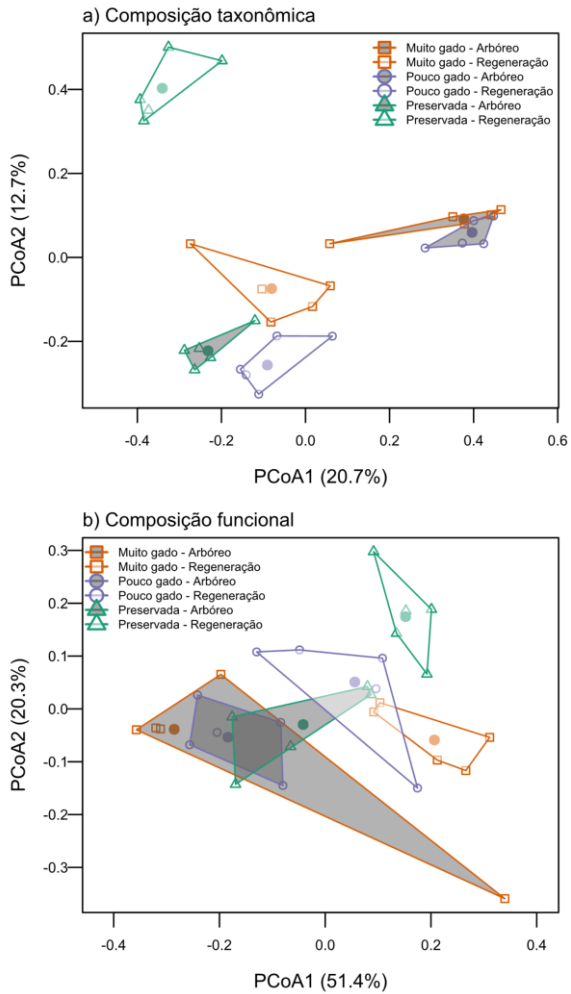 a) Composição taxonômica
Muito gado - Arbóreo
Muito gado - Regeneração
Pouco gado - Arbóreo
Pouco gado - Regeneração
Preservada - Arbóreo
Preservada - Regeneração
0.4
0.2
0.0
-0.2
PCoA2 (12.7%)
-0.4
-0.2
0.0
0.2
0.4
0.6
PCoA1 (20.7%)
b) Composição funcional
Muito gado - Arbóreo
Muito gado - Regeneração
Pouco gado - Arbóreo
Pouco gado - Regeneração
Preservada - Arbóreo
Preservada - Regeneração
0.3
0.2
0.1
0.0
-0.1
-0.2
-0.3
PCoA2 (20.3%)
-0.4
-0.2
0.0
0.2
0.4
PCoA1 (51.4%)